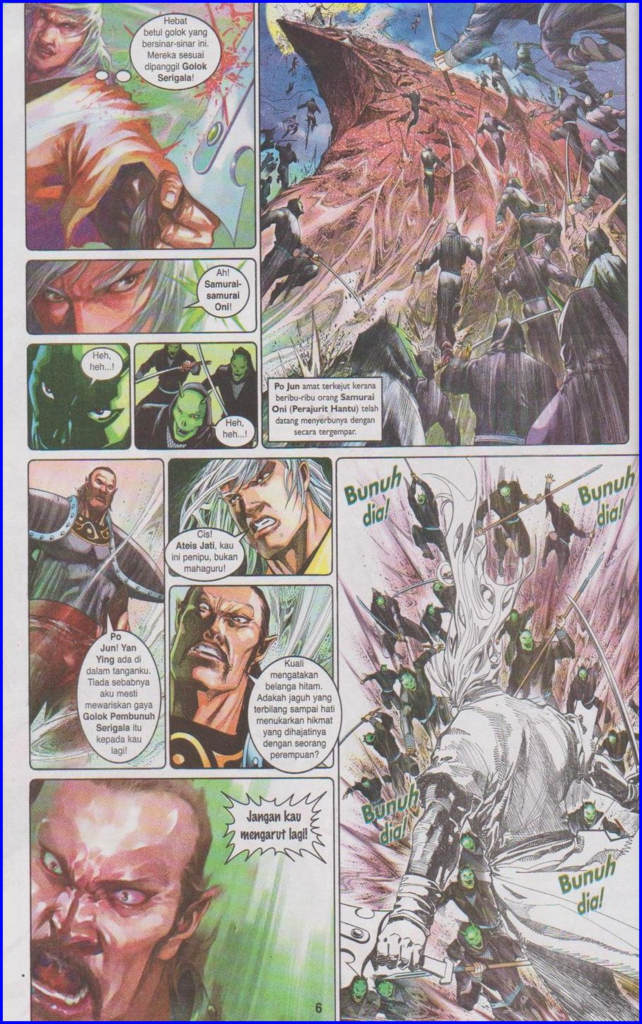 Hebat
betul golok yang
bersinar-sinar ini.
Mereka sesuai
dipanggil Golok
Serigala!
Ah!
Samurai-
samurai
Oni!
Heh,
heh...!
Heh,
heh...!
Po Jun amat terkejut kerana
beribu-ribu orang Samurai
Oni (Perajurit Hantu) telah
datang menyerbunya dengan
secara tergempar.
Po
Jun! Yan
Ying ada di
dalam tanganku.
Tiada sebabnya
aku mesti
mewariskan gaya
Golok Pembunuh
Serigala itu
kepada kau
lagi!
Cis!
Ateis Jati, kau
ini penipu, bukan
mahaguru!
Kuali
mengatakan
belanga hitam.
Adakah jaguh yang
terbilang sampai hati
menukarkan hikmat
yang dihajatinya
dengan seorang
perempuan?
Jangan kau
mengarut lagi!
Bunuh
dia!
Bunuh
dia!
Bunuh
dia!
Bunuh
dia!
6